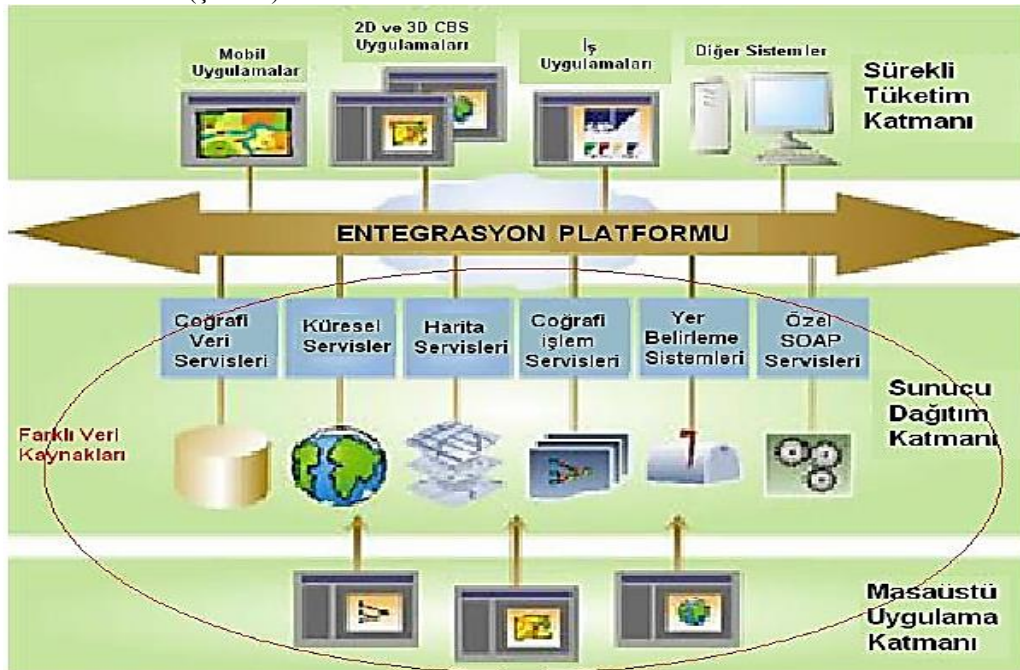 Mobil
Uygulamalar
2D ve 3D CBS
Uygulamaları
İş
Uygulamaları
Diğer Sistemler
Sürekli
Tüketim
Katmanı
ENTEGRASYON PLATFORMU
Coğrafi
Veri
Servisleri
Küresel
Servisler
Harita
Servisleri
Coğrafi
işlem
Servisleri
Yer
Belirleme
Sistemleri
Özel
SOAP
Servisleri
Farklı Veri
Kaynakları
Sunucu
Dağıtım
Katmanı
Masaüstü
Uygulama
Katmanı